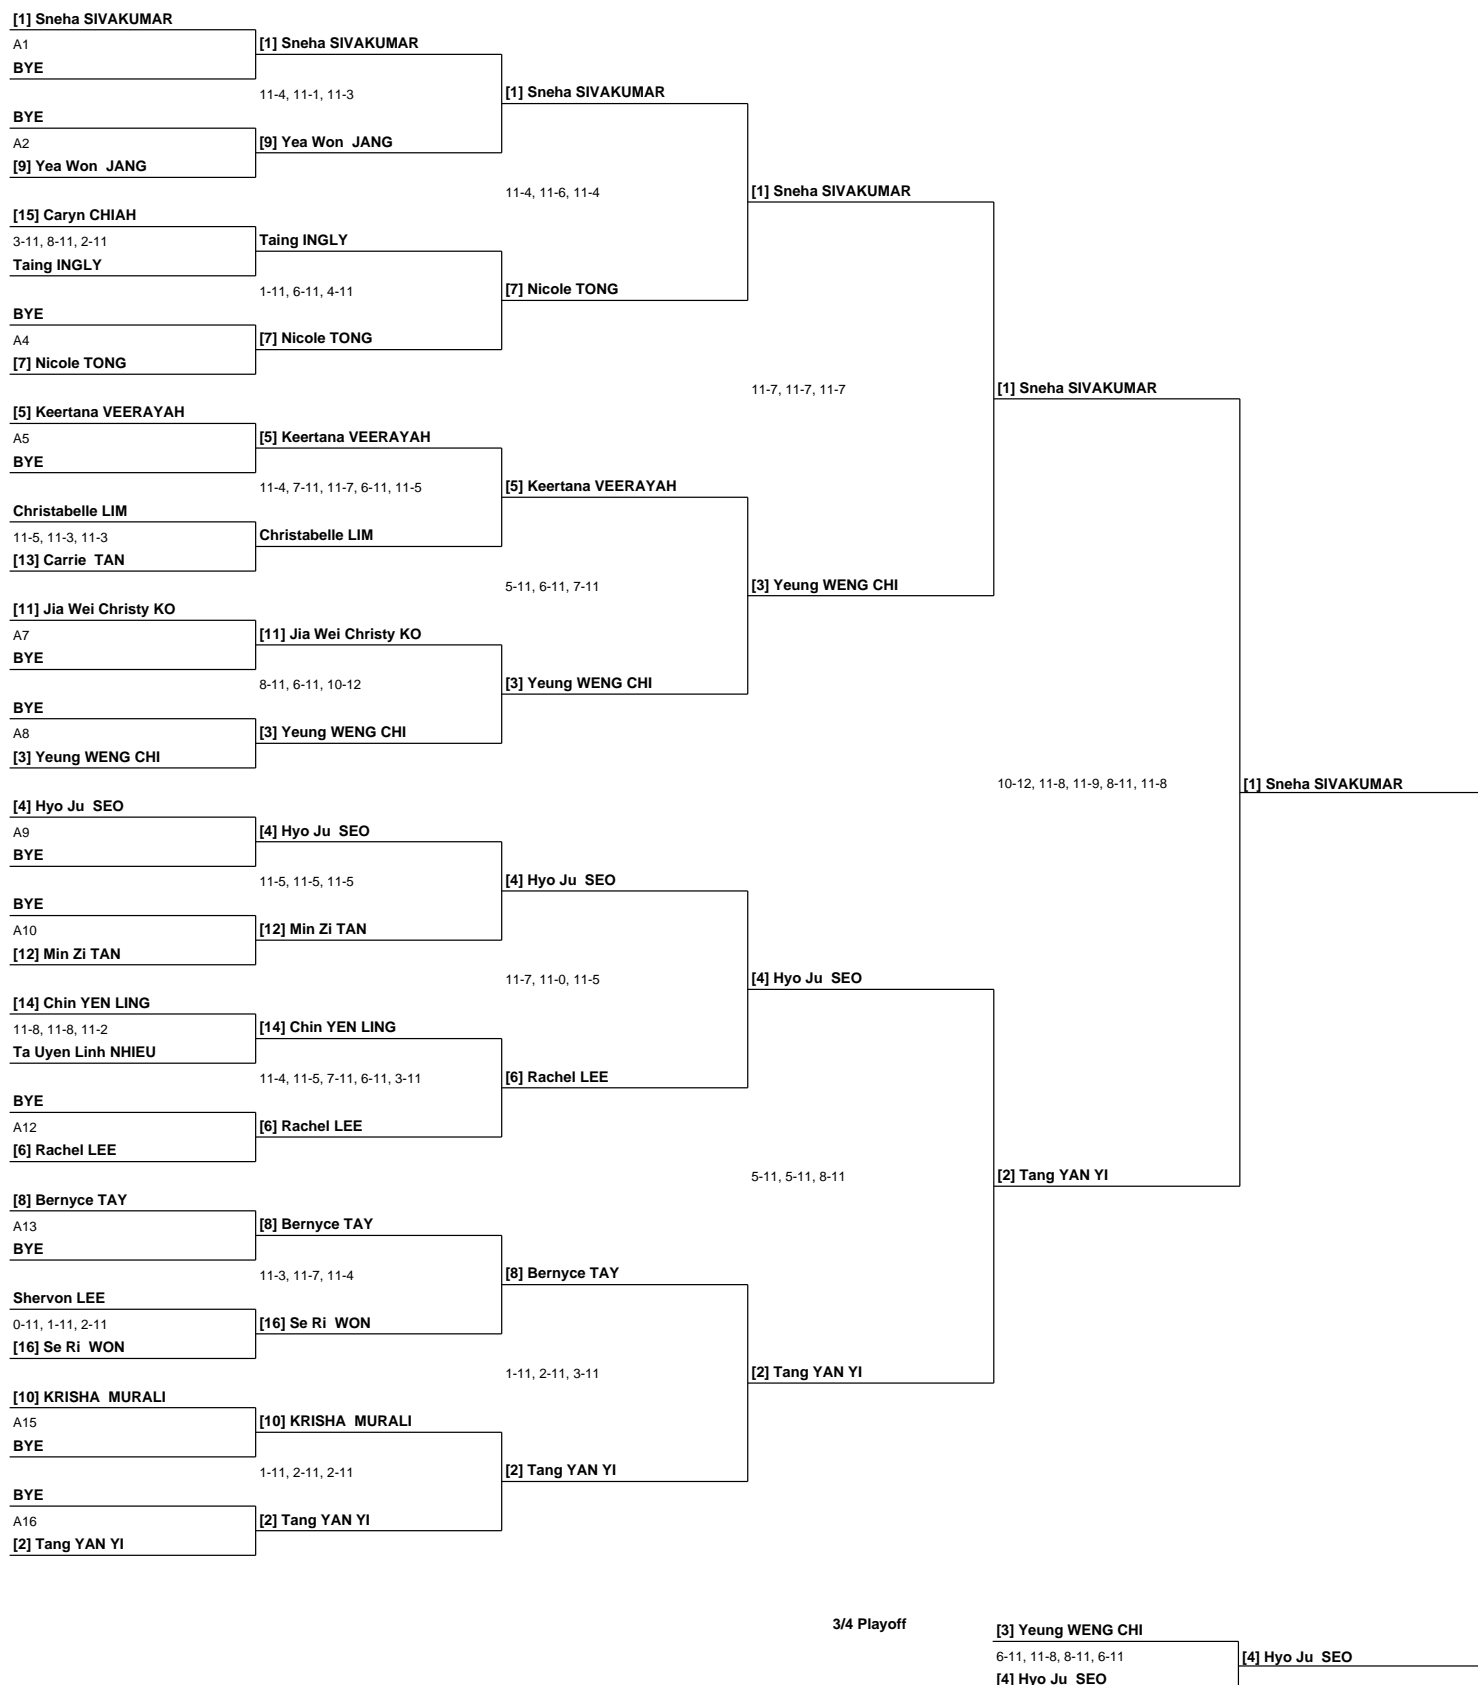 [1] Sneha SIVAKUMAR
A1
BYE
BYE
A2
[9] Yea Won  JANG
[15] Caryn CHIAH
3-11, 8-11, 2-11
Taing INGLY
BYE
A4
[7] Nicole TONG
[5] Keertana VEERAYAH
A5
BYE
Christabelle LIM
11-5, 11-3, 11-3
[13] Carrie  TAN
[11] Jia Wei Christy KO
A7
BYE
BYE
A8
[3] Yeung WENG CHI
[4] Hyo Ju  SEO
A9
BYE
BYE
A10
[12] Min Zi TAN
[14] Chin YEN LING
11-8, 11-8, 11-2
Ta Uyen Linh NHIEU
BYE
A12
[6] Rachel LEE
[8] Bernyce TAY
A13
BYE
Shervon LEE
0-11, 1-11, 2-11
[16] Se Ri  WON
[10] KRISHA  MURALI
A15
BYE
BYE
A16
[2] Tang YAN YI
[1] Sneha SIVAKUMAR
11-4, 11-1, 11-3
[9] Yea Won  JANG
Taing INGLY
1-11, 6-11, 4-11
[7] Nicole TONG
[5] Keertana VEERAYAH
11-4, 7-11, 11-7, 6-11, 11-5
Christabelle LIM
[11] Jia Wei Christy KO
8-11, 6-11, 10-12
[3] Yeung WENG CHI
[4] Hyo Ju  SEO
11-5, 11-5, 11-5
[12] Min Zi TAN
[14] Chin YEN LING
11-4, 11-5, 7-11, 6-11, 3-11
[6] Rachel LEE
[8] Bernyce TAY
11-3, 11-7, 11-4
[16] Se Ri  WON
[10] KRISHA  MURALI
1-11, 2-11, 2-11
[2] Tang YAN YI
[1] Sneha SIVAKUMAR
11-4, 11-6, 11-4
[7] Nicole TONG
[5] Keertana VEERAYAH
5-11, 6-11, 7-11
[3] Yeung WENG CHI
[4] Hyo Ju  SEO
11-7, 11-0, 11-5
[6] Rachel LEE
[8] Bernyce TAY
1-11, 2-11, 3-11
[2] Tang YAN YI
[1] Sneha SIVAKUMAR
11-7, 11-7, 11-7
[3] Yeung WENG CHI
[4] Hyo Ju  SEO
5-11, 5-11, 8-11
[2] Tang YAN YI
[1] Sneha SIVAKUMAR
10-12, 11-8, 11-9, 8-11, 11-8
[2] Tang YAN YI
[1] Sneha SIVAKUMAR
3/4 Playoff
[3] Yeung WENG CHI
6-11, 11-8, 8-11, 6-11
[4] Hyo Ju  SEO
[4] Hyo Ju  SEO